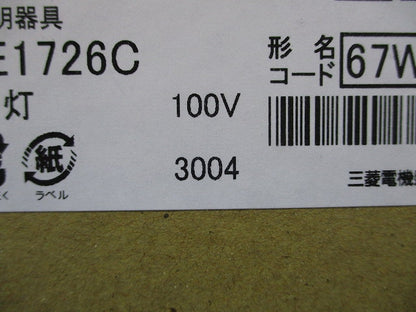 明器具
E1726C
灯
100V
3004
形名
コード
67W
紙
く
ラベル
三菱電機